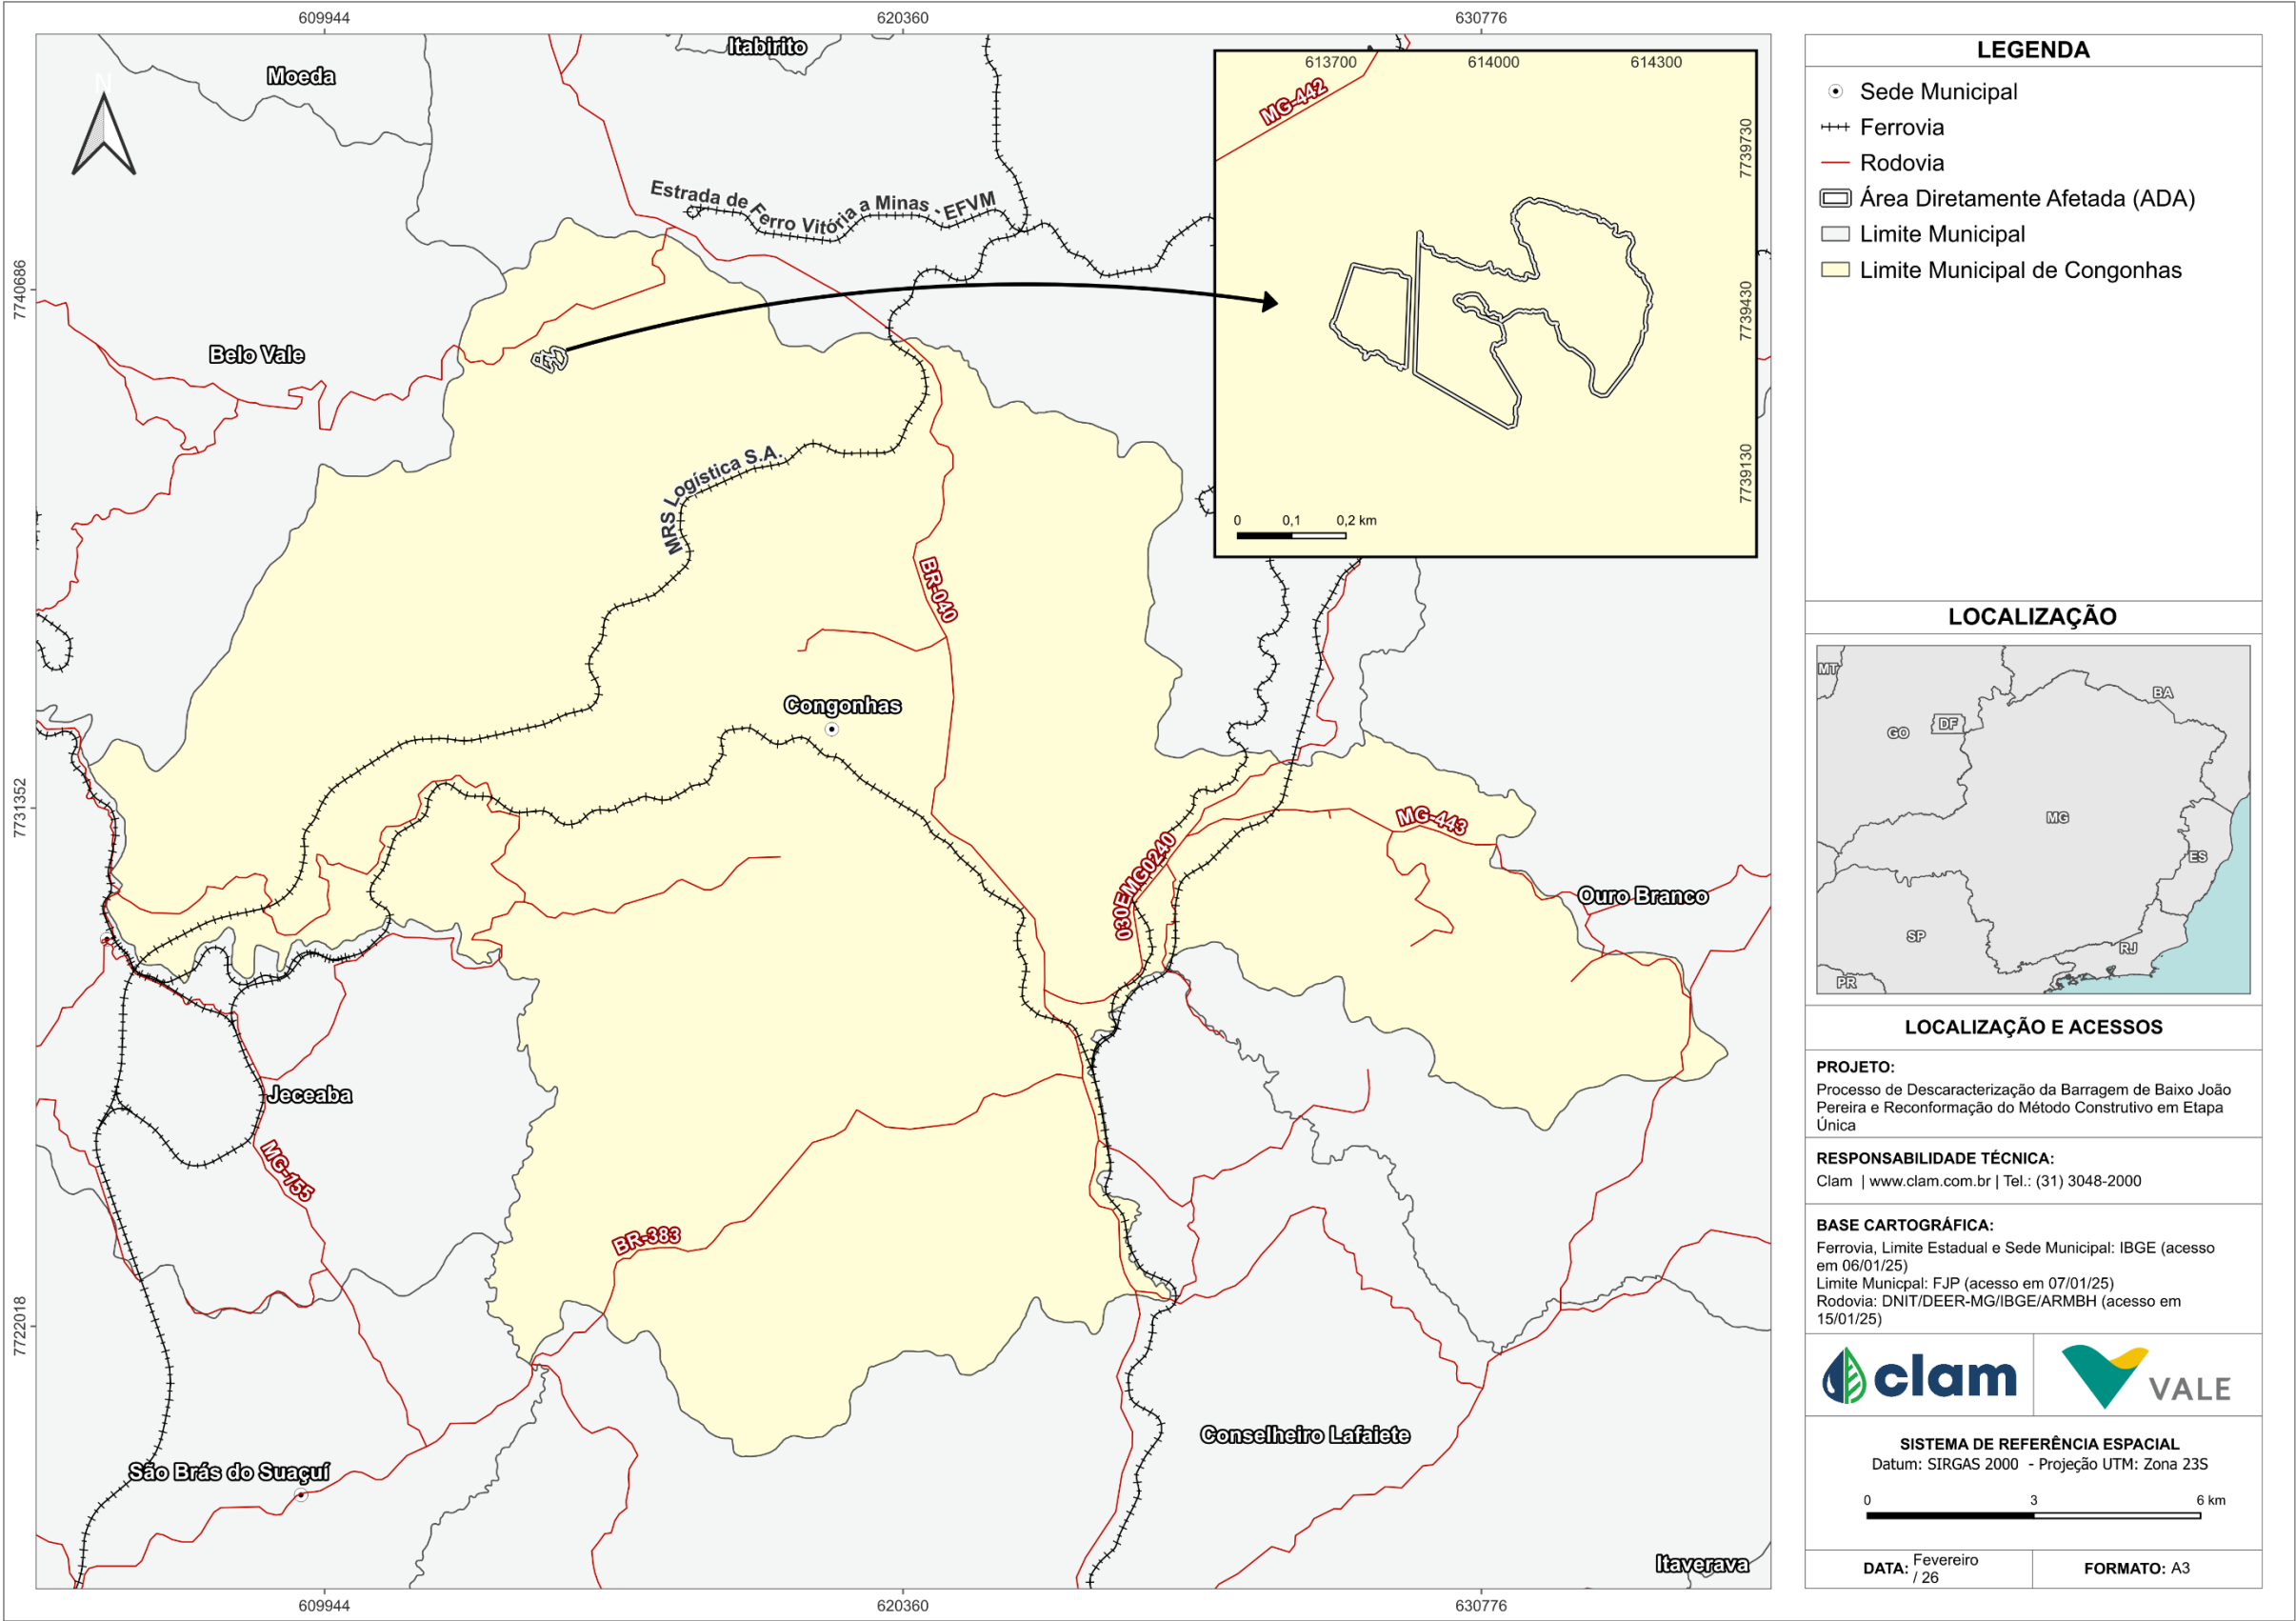 609944
620360
630776
Itabirito
Moeda
N
613700
614000
614300
MG-442
7739730
7739430
7739130
0 0,1 0,2 km
Estrada de Ferro Vitória a Minas - EFVM
7740686
Belo Vale
MRS Logística S.A.
BR-040
Congonhas
7731352
MG-443
030EMG0240
Ouro Branco
Jeceaba
MG-155
BR-383
7722018
Conselheiro Lafaiete
São Brás do Suaçuí
Itaverava
609944
620360
630776
LEGENDA
Sede Municipal
Ferrovia
Rodovia
Área Diretamente Afetada (ADA)
Limite Municipal
Limite Municipal de Congonhas
LOCALIZAÇÃO
MT
BA
DF
GO
MG
ES
SP
RJ
PR
LOCALIZAÇÃO E ACESSOS
PROJETO:
Processo de Descaracterização da Barragem de Baixo João
Pereira e Reconformação do Método Construtivo em Etapa
Única
RESPONSABILIDADE TÉCNICA:
Clam | www.clam.com.br | Tel.: (31) 3048-2000
BASE CARTOGRÁFICA:
Ferrovia, Limite Estadual e Sede Municipal: IBGE (acesso
em 06/01/25)
Limite Municpal: FJP (acesso em 07/01/25)
Rodovia: DNIT/DEER-MG/IBGE/ARMBH (acesso em
15/01/25)
clam
VALE
SISTEMA DE REFERÊNCIA ESPACIAL
Datum: SIRGAS 2000 - Projeção UTM: Zona 23S
0 3 6 km
DATA: Fevereiro
/ 26
FORMATO: A3